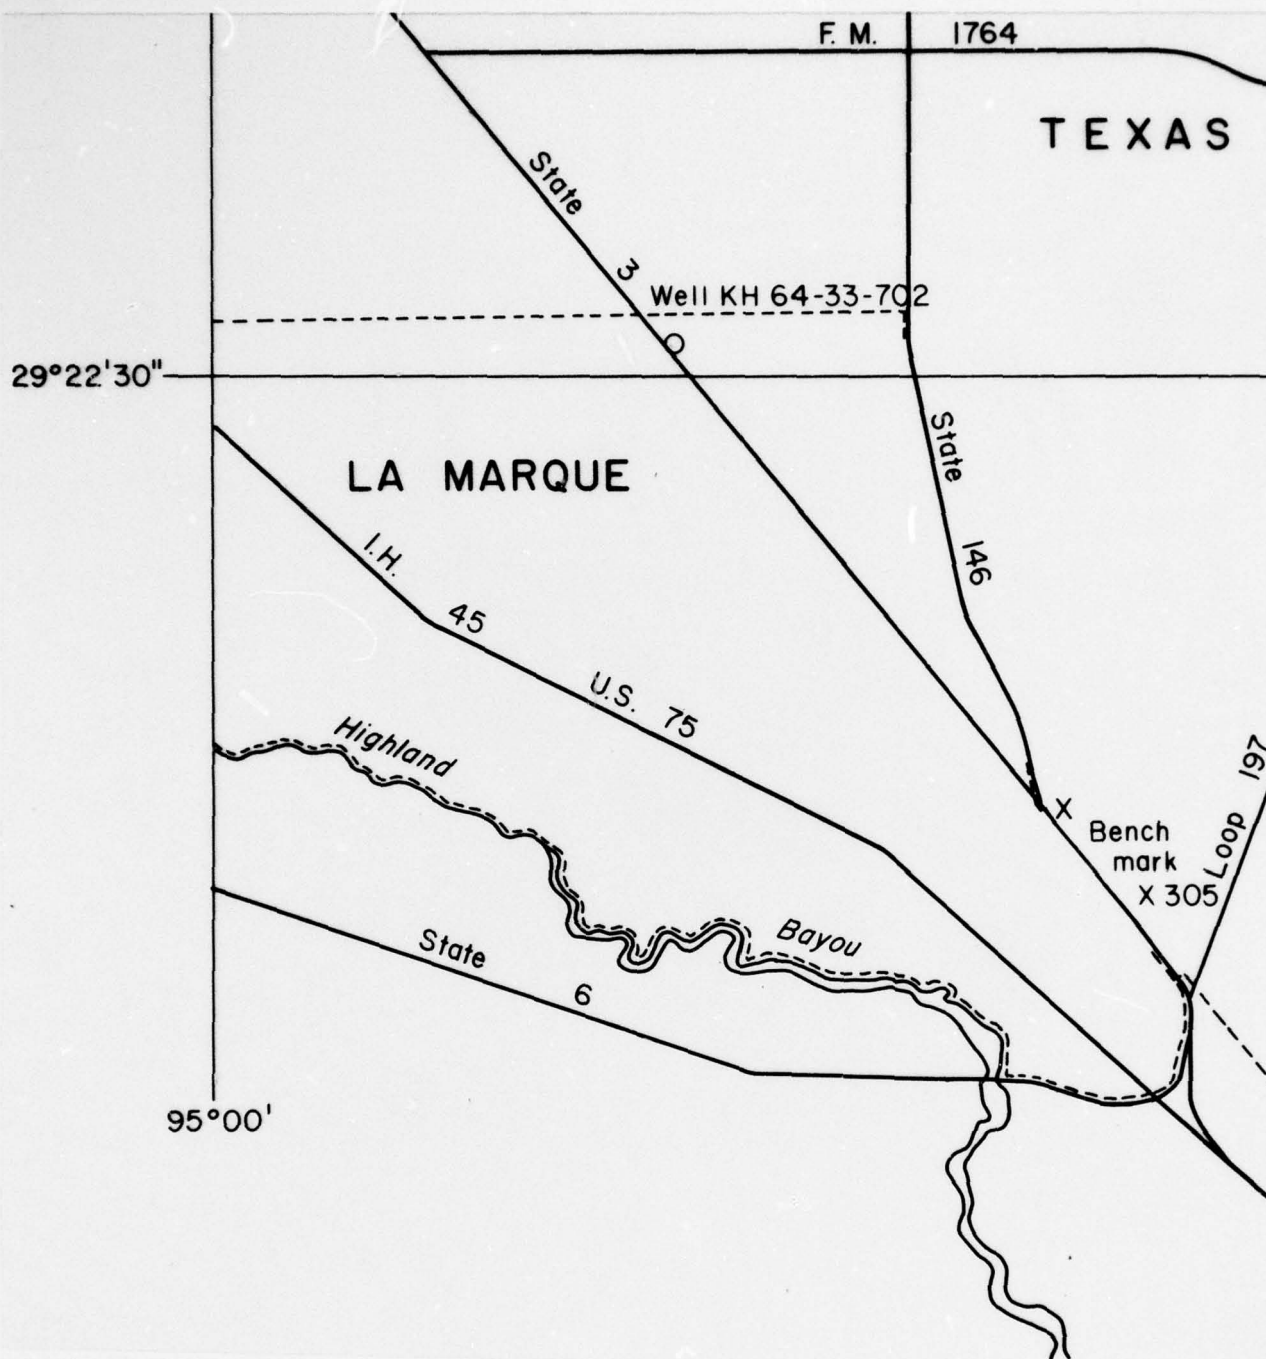 F. M. 1764
TEXAS
State 3
Well KH 64-33-702
29°22'30"
State 146
LA MARQUE
I.H. 45
U.S. 75
Highland Bayou
Loop 197
X
Bench
mark
X 305
State 6
95°00'